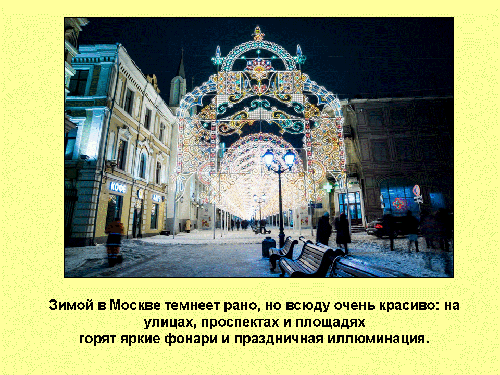 Зимой в Москве темнеет рано, но всюду очень красиво: на
улицах, проспектах и площадях
горят яркие фонари и праздничная иллюминация.